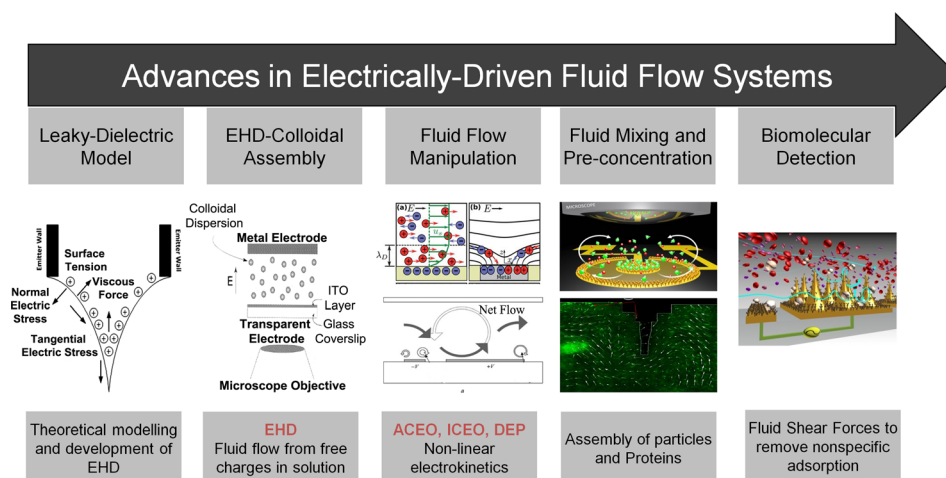 Advances in Electrically-Driven Fluid Flow Systems
Leaky-Dielectric
Model
EHD-Colloidal
Assembly
Fluid Flow
Manipulation
Fluid Mixing and
Pre-concentration
Biomolecular
Detection
Emitter Wall
Emitter Wall
Surface
Tension
Viscous
Force
Normal
Electric
Stress
Tangential
Electric Stress
Colloidal
Dispersion
Metal Electrode
E
ITO
Layer
Glass
Coverslip
Transparent
Electrode
Microscope Objective
(a) E
λD
(b) E
Metal
Net Flow
-V
+V
a
MICROSCOPE
Theoretical modelling
and development of
EHD
EHD
Fluid flow from free
charges in solution
ACEO, ICEO, DEP
Non-linear
electrokinetics
Assembly of particles
and Proteins
Fluid Shear Forces to
remove nonspecific
adsorption